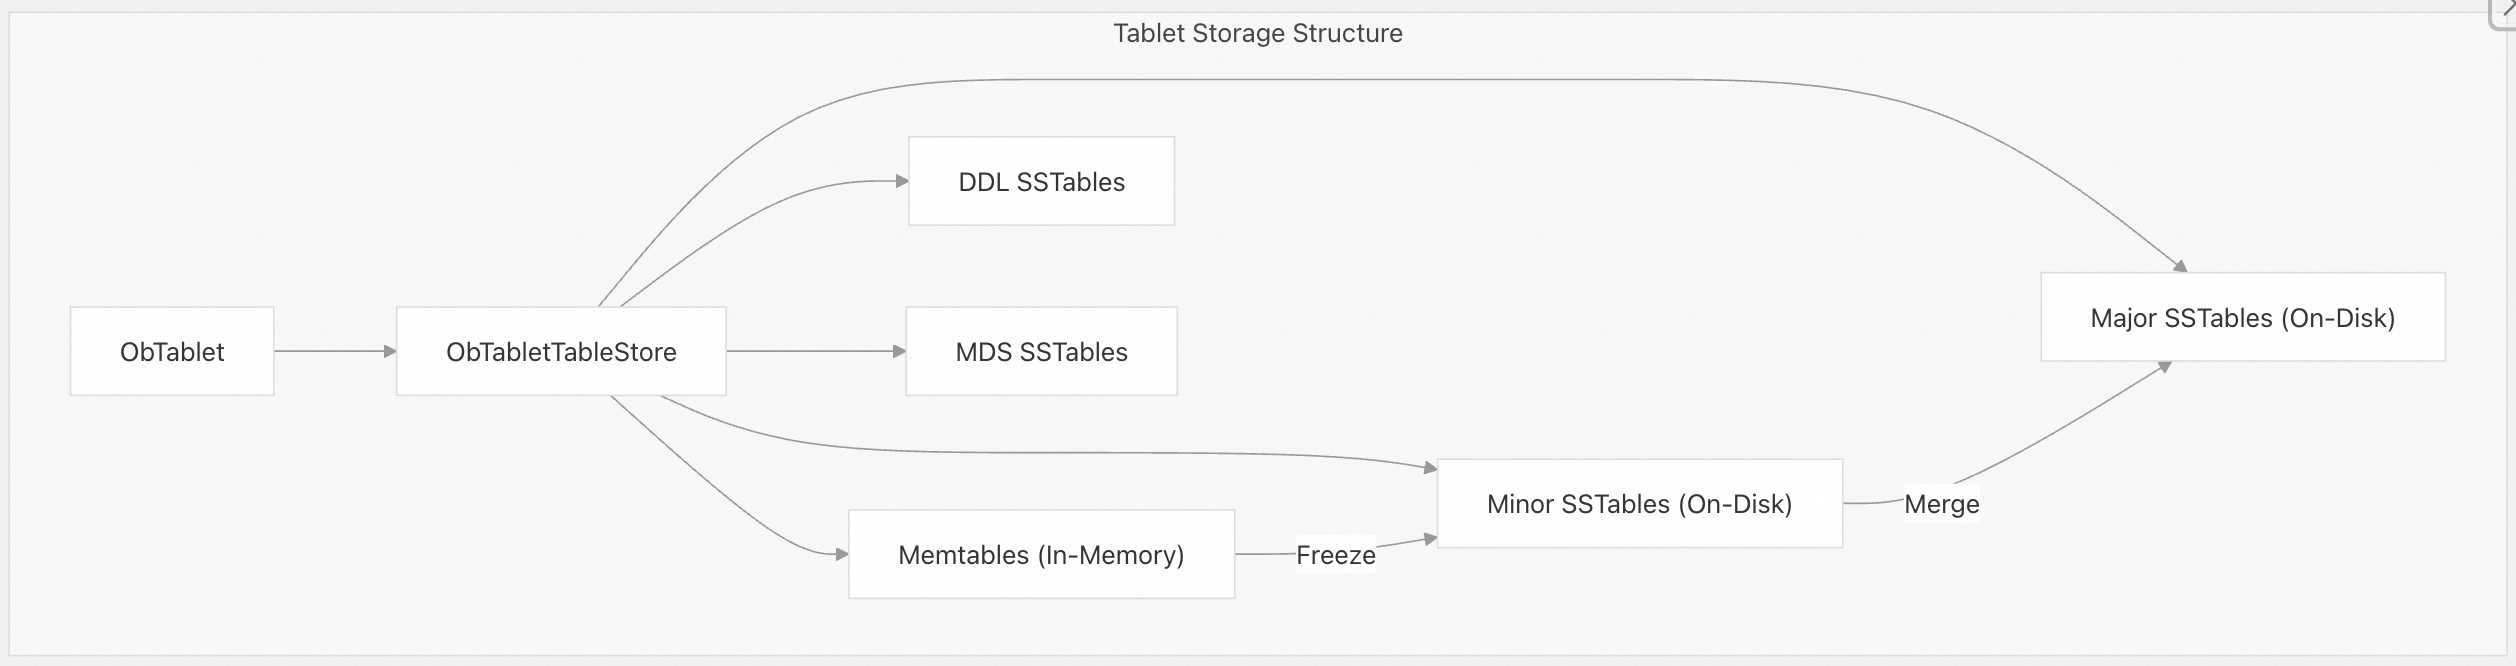 Tablet Storage Structure
DDL SSTables
ObTablet
ObTabletTableStore
MDS SSTables
Major SSTables (On-Disk)
Minor SSTables (On-Disk)
Merge
Memtables (In-Memory)
Freeze